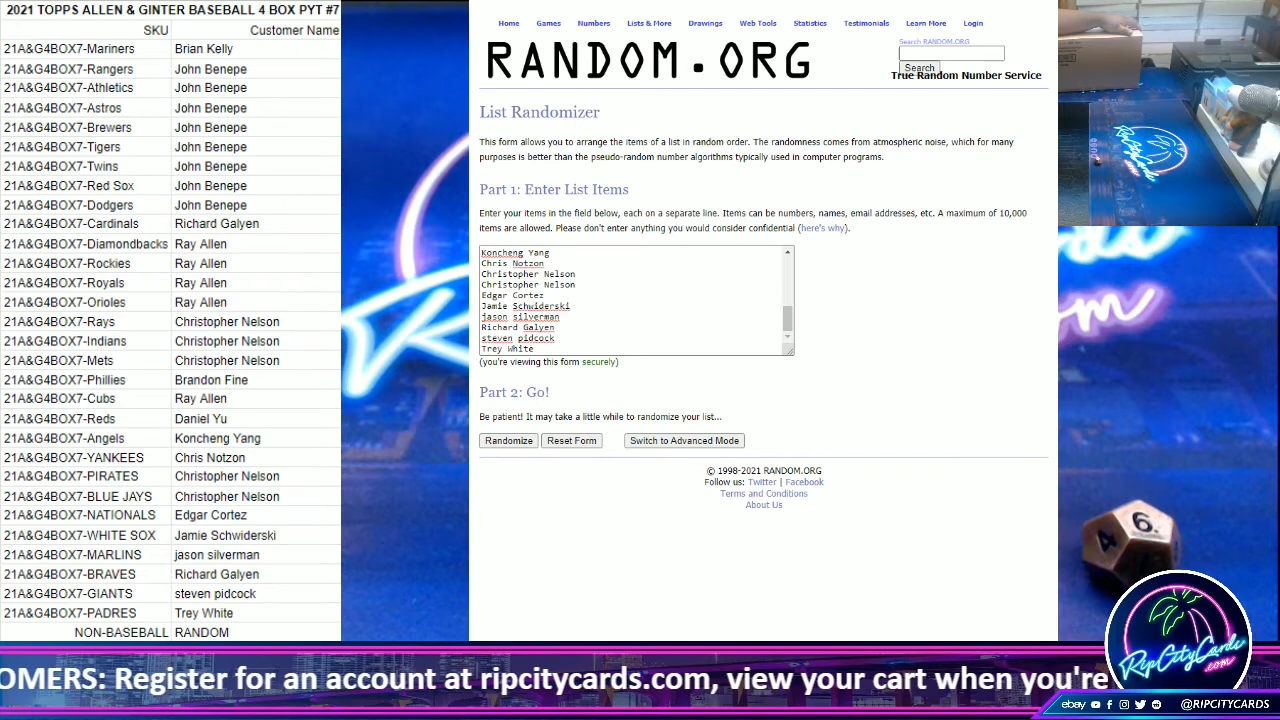 2021 TOPPS ALLEN & GINTER BASEBALL 4 BOX PYT #7
SKU Customer Name
21A&G4BOX7-Mariners Brian Kelly
21A&G4BOX7-Rangers John Benepe
21A&G4BOX7-Athletics John Benepe
21A&G4BOX7-Astros John Benepe
21A&G4BOX7-Brewers John Benepe
21A&G4BOX7-Tigers John Benepe
21A&G4BOX7-Twins John Benepe
21A&G4BOX7-Red Sox John Benepe
21A&G4BOX7-Dodgers John Benepe
21A&G4BOX7-Cardinals Richard Galyen
21A&G4BOX7-Diamondbacks Ray Allen
21A&G4BOX7-Rockies Ray Allen
21A&G4BOX7-Royals Ray Allen
21A&G4BOX7-Orioles Ray Allen
21A&G4BOX7-Rays Christopher Nelson
21A&G4BOX7-Indians Christopher Nelson
21A&G4BOX7-Mets Christopher Nelson
21A&G4BOX7-Phillies Brandon Fine
21A&G4BOX7-Cubs Ray Allen
21A&G4BOX7-Reds Daniel Yu
21A&G4BOX7-Angels Koncheng Yang
21A&G4BOX7-YANKEES Chris Notzon
21A&G4BOX7-PIRATES Christopher Nelson
21A&G4BOX7-BLUE JAYS Christopher Nelson
21A&G4BOX7-NATIONALS Edgar Cortez
21A&G4BOX7-WHITE SOX Jamie Schwiderski
21A&G4BOX7-MARLINS jason silverman
21A&G4BOX7-BRAVES Richard Galyen
21A&G4BOX7-GIANTS steven pidcock
21A&G4BOX7-PADRES Trey White
NON-BASEBALL RANDOM
Home Games Numbers Lists & More Drawings Web Tools Statistics Testimonials Learn More Login
RANDOM.ORG
Search RANDOM.ORG
Search
True Random Number Service
List Randomizer
This form allows you to arrange the items of a list in random order. The randomness comes from atmospheric noise, which for many
purposes is better than the pseudo-random number algorithms typically used in computer programs.
Part 1: Enter List Items
Enter your items in the field below, each on a separate line. Items can be numbers, names, email addresses, etc. A maximum of 10,000
items are allowed. Please don't enter anything you would consider confidential (here's why).
Koncheng Yang
Chris Notzon
Christopher Nelson
Christopher Nelson
Edgar Cortez
Jamie Schwiderski
jason silverman
Richard Galyen
steven pidcock
Trey White
(you're viewing this form securely)
Part 2: Go!
Be patient! It may take a little while to randomize your list...
Randomize Reset Form Switch to Advanced Mode
© 1998-2021 RANDOM.ORG
Follow us: Twitter | Facebook
Terms and Conditions
About Us
6.
4
RipCityCards
.com
OMERS: Register for an account at ripcitycards.com, view your cart when you're
ebay @RIPCITYCARDS